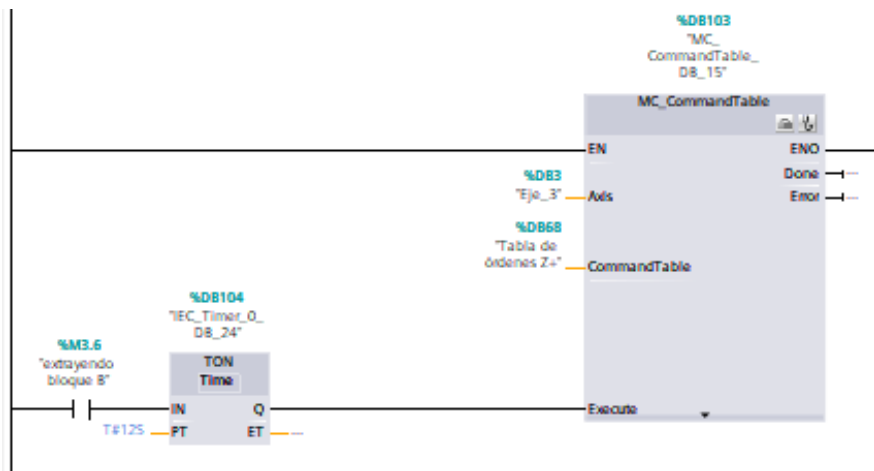 %DB103
"MC_
CommandTable_
DB_15"
MC_CommandTable
EN ENO
Done
Error
%DB3
"Eje_3"
Axis
%DB68
"Tabla de
órdenes Z+"
CommandTable
%DB104
"IEC_Timer_0_
DB_24"
%M3.6
"extrayendo
bloque B"
TON
Time
IN Q
T#12S
PT ET
Execute